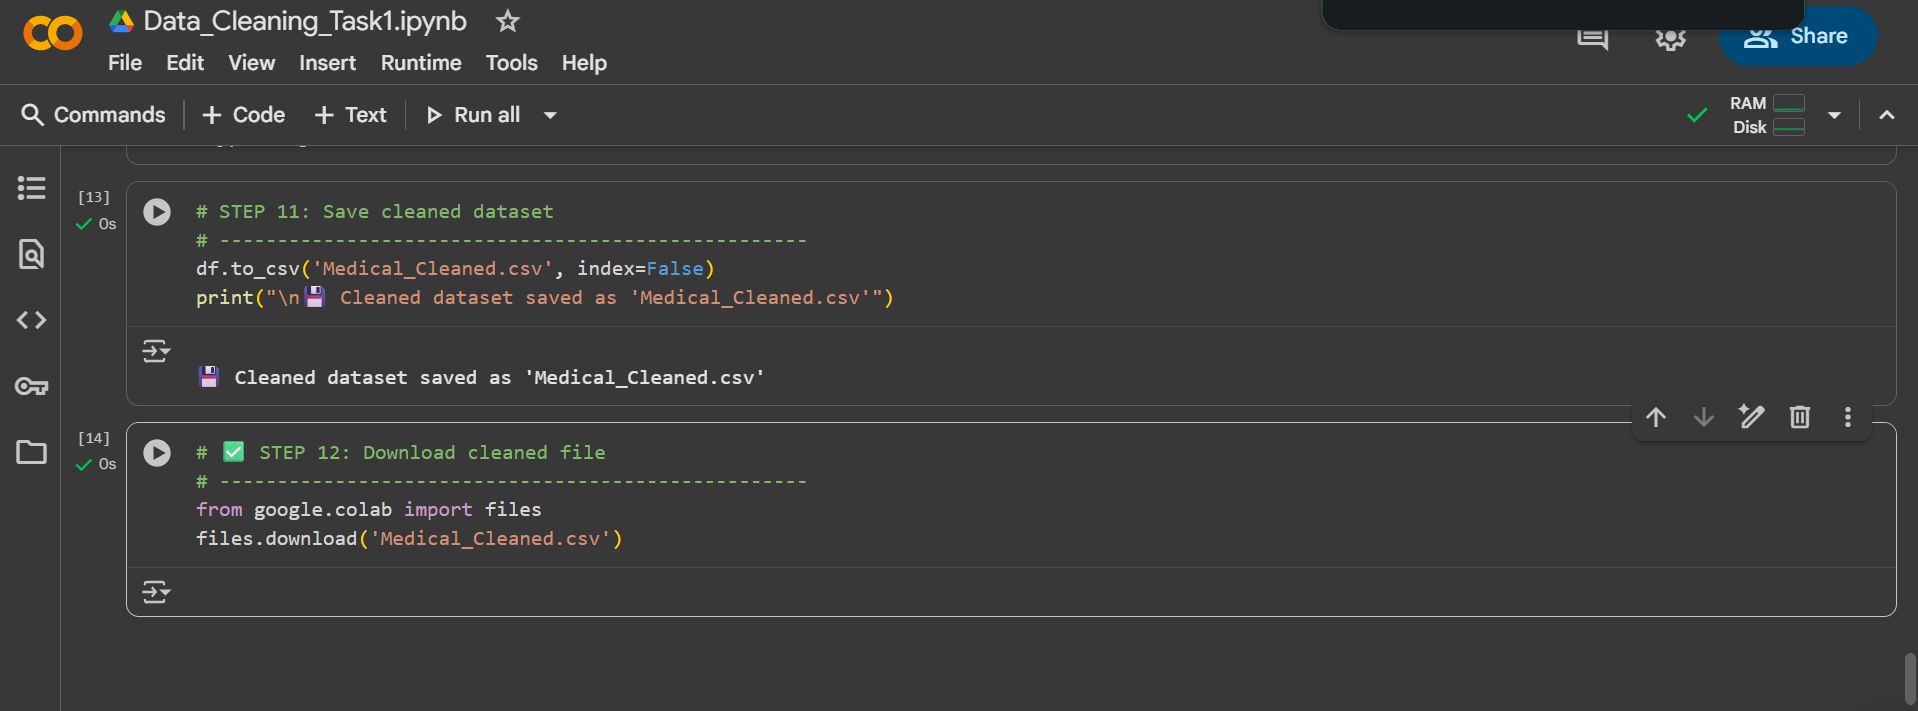 Data_Cleaning_Task1.ipynb
File Edit View Insert Runtime Tools Help
Share
Commands + Code + Text Run all
RAM
Disk
[13]
0s
# STEP 11: Save cleaned dataset
# ---------------------------------------------------
df.to_csv('Medical_Cleaned.csv', index=False)
print("\n💾 Cleaned dataset saved as 'Medical_Cleaned.csv'")
💾 Cleaned dataset saved as 'Medical_Cleaned.csv'
[14]
0s
# ✅ STEP 12: Download cleaned file
# ---------------------------------------------------
from google.colab import files
files.download('Medical_Cleaned.csv')